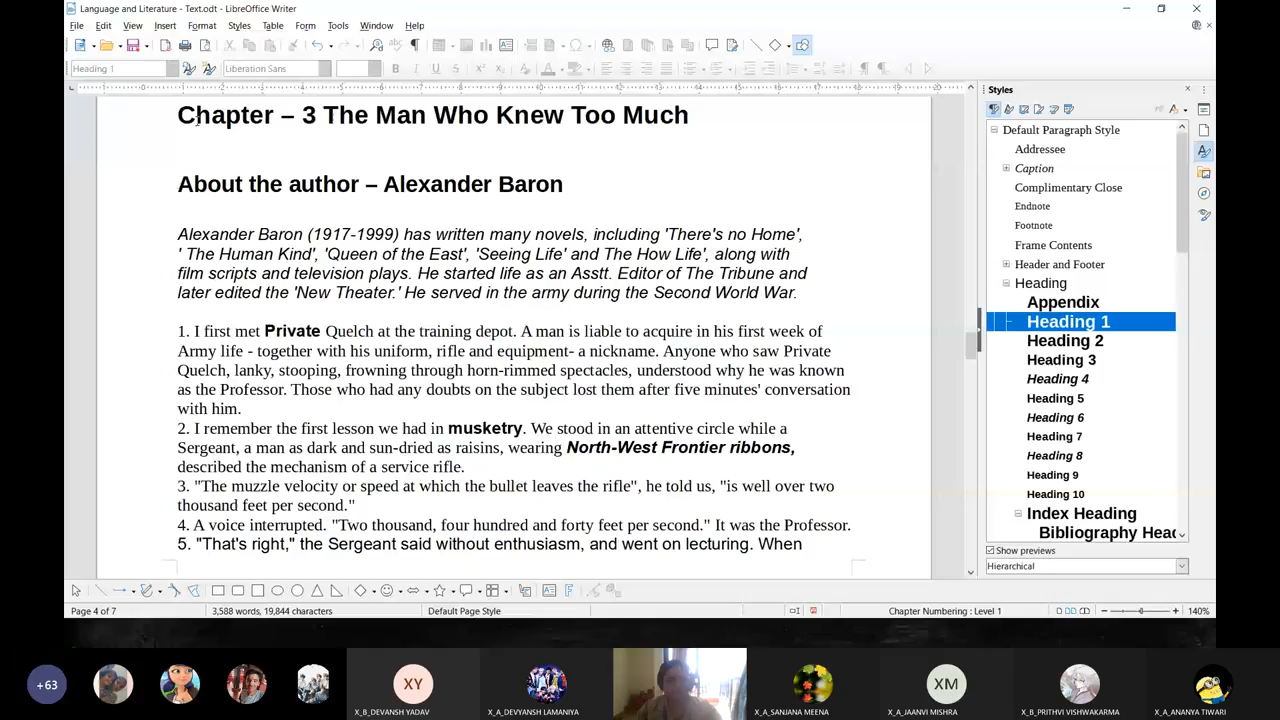 Language and Literature - Text.odt - LibreOffice Writer
File Edit View Insert Format Styles Table Form Tools Window Help
Heading 1
Liberation Sans
Chapter – 3 The Man Who Knew Too Much
About the author – Alexander Baron
Alexander Baron (1917-1999) has written many novels, including 'There's no Home',
' The Human Kind', 'Queen of the East', 'Seeing Life' and The How Life', along with
film scripts and television plays. He started life as an Asstt. Editor of The Tribune and
later edited the 'New Theater.' He served in the army during the Second World War.
1. I first met Private Quelch at the training depot. A man is liable to acquire in his first week of
Army life - together with his uniform, rifle and equipment- a nickname. Anyone who saw Private
Quelch, lanky, stooping, frowning through horn-rimmed spectacles, understood why he was known
as the Professor. Those who had any doubts on the subject lost them after five minutes' conversation
with him.
2. I remember the first lesson we had in musketry. We stood in an attentive circle while a
Sergeant, a man as dark and sun-dried as raisins, wearing North-West Frontier ribbons,
described the mechanism of a service rifle.
3. "The muzzle velocity or speed at which the bullet leaves the rifle", he told us, "is well over two
thousand feet per second."
4. A voice interrupted. "Two thousand, four hundred and forty feet per second." It was the Professor.
5. "That's right," the Sergeant said without enthusiasm, and went on lecturing. When
Styles
Default Paragraph Style
Addressee
Caption
Complimentary Close
Endnote
Footnote
Frame Contents
Header and Footer
Heading
Appendix
Heading 1
Heading 2
Heading 3
Heading 4
Heading 5
Heading 6
Heading 7
Heading 8
Heading 9
Heading 10
Index Heading
Bibliography Head
Show previews
Hierarchical
Page 4 of 7
3,588 words, 19,844 characters
Default Page Style
Chapter Numbering : Level 1
140%
+63
XY
XM
X_B_DEVANSH YADAV
X_A_DEVYANSH LAMANIYA
X_A_SANJANA MEENA
X_A_JAANVI MISHRA
X_B_PRITHVI VISHWAKARMA
X_A_ANANYA TIWARI